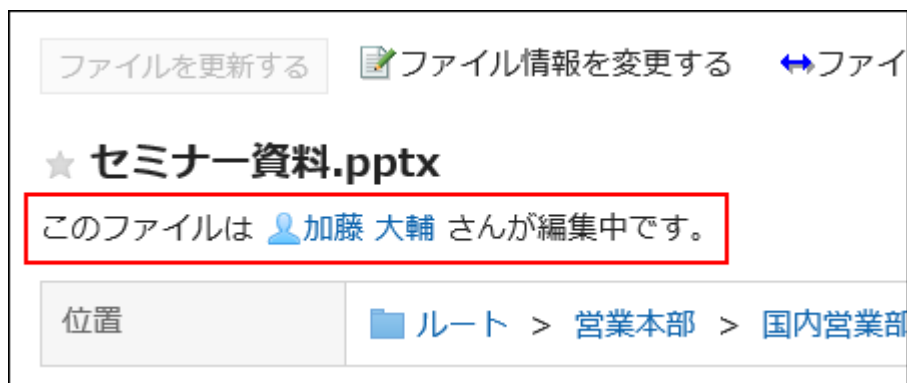 ファイルを更新する ファイル情報を変更する ファイ
セミナー資料.pptx
このファイルは 加藤 大輔 さんが編集中です。
位置 ルート > 営業本部 > 国内営業部